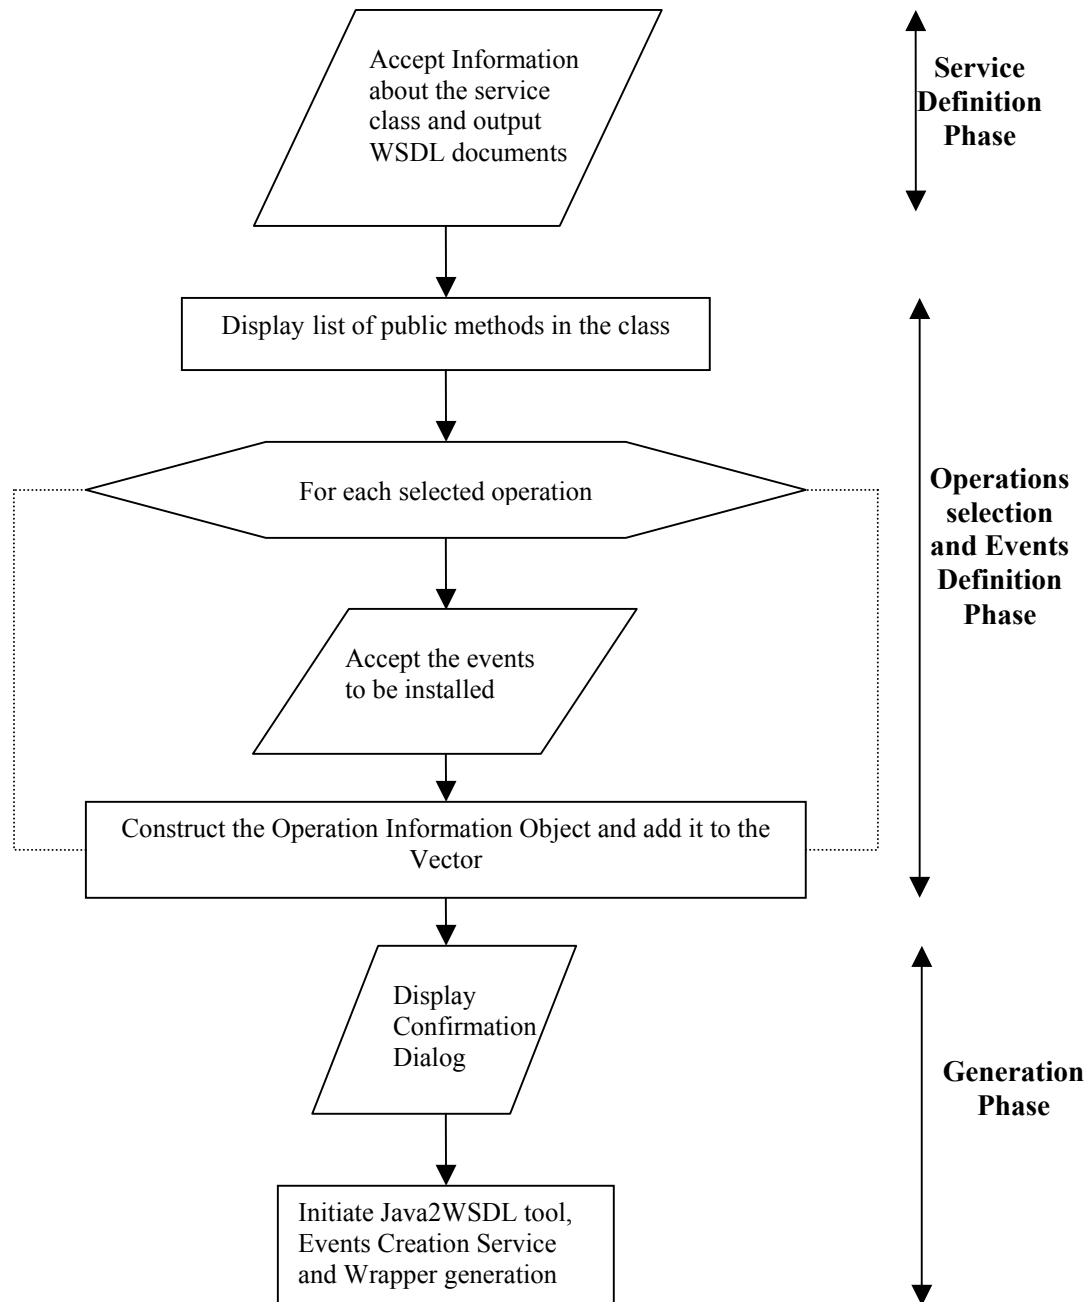 Accept Information
about the service
class and output
WSDL documents
Service
Definition
Phase
Display list of public methods in the class
For each selected operation
Operations
selection
and Events
Definition
Phase
Accept the events
to be installed
Construct the Operation Information Object and add it to the
Vector
Display
Confirmation
Dialog
Generation
Phase
Initiate Java2WSDL tool,
Events Creation Service
and Wrapper generation